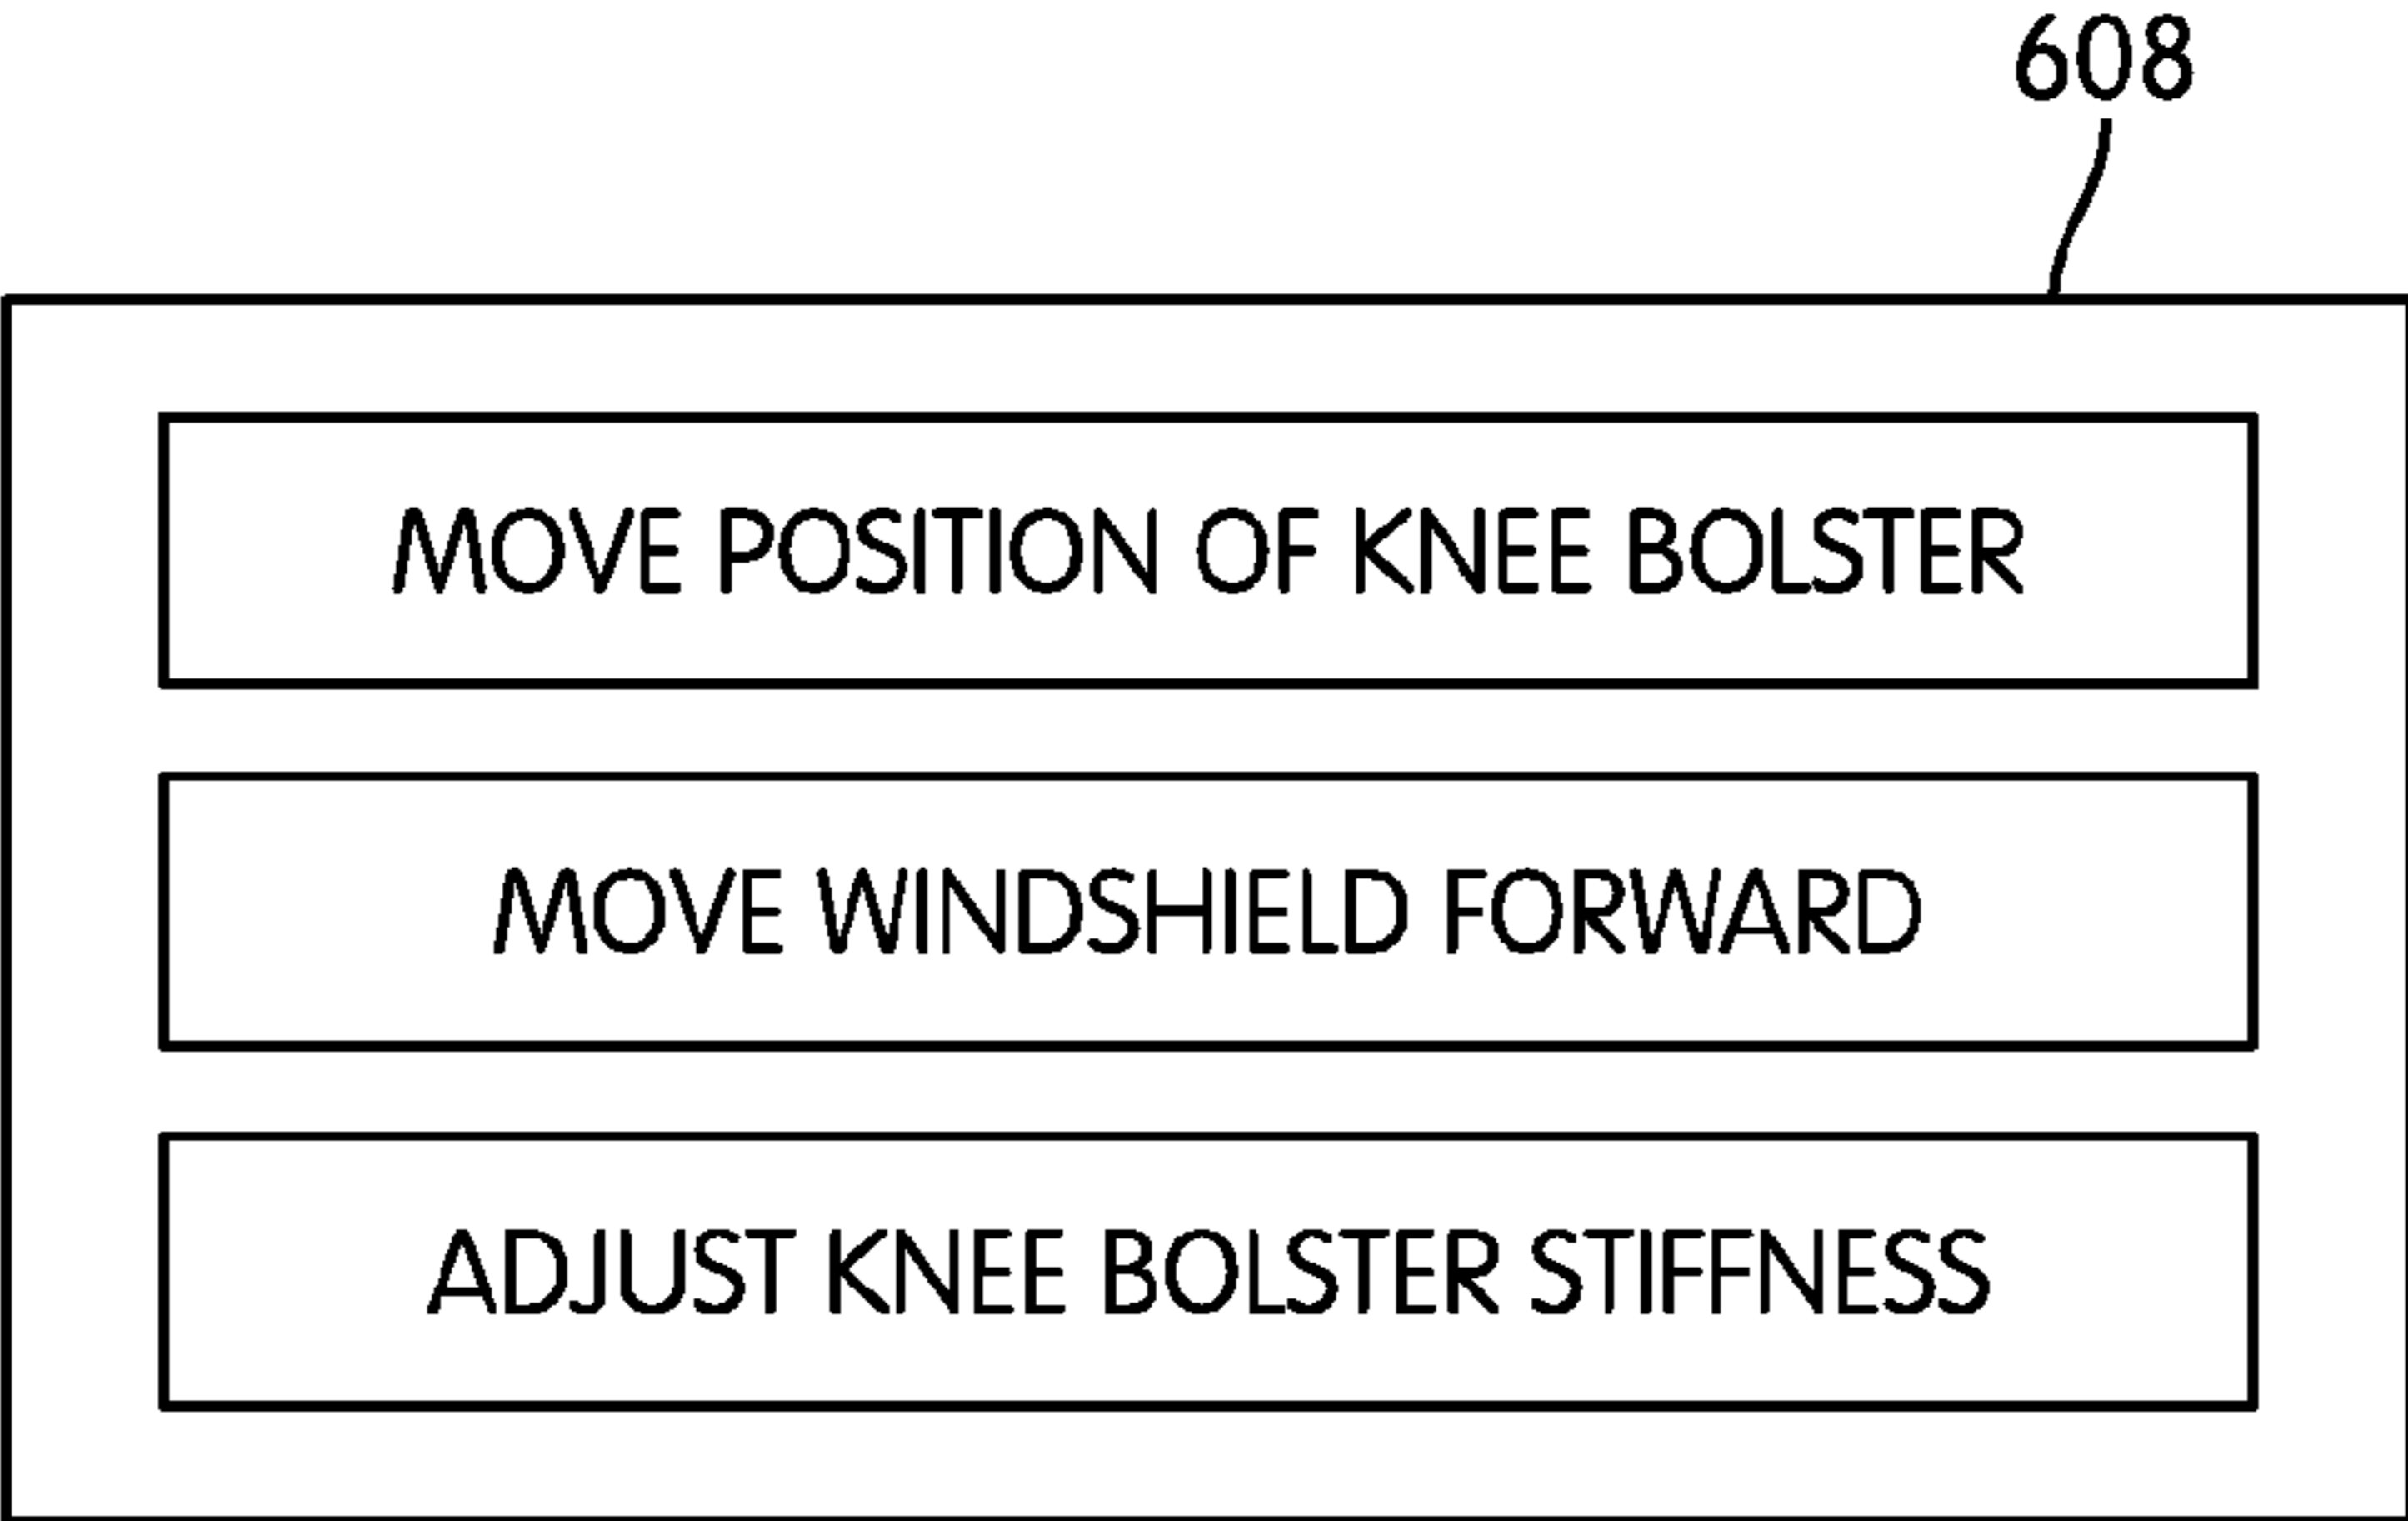 608
MOVE POSITION OF KNEE BOLSTER
MOVE WINDSHIELD FORWARD
ADJUST KNEE BOLSTER STIFFNESS